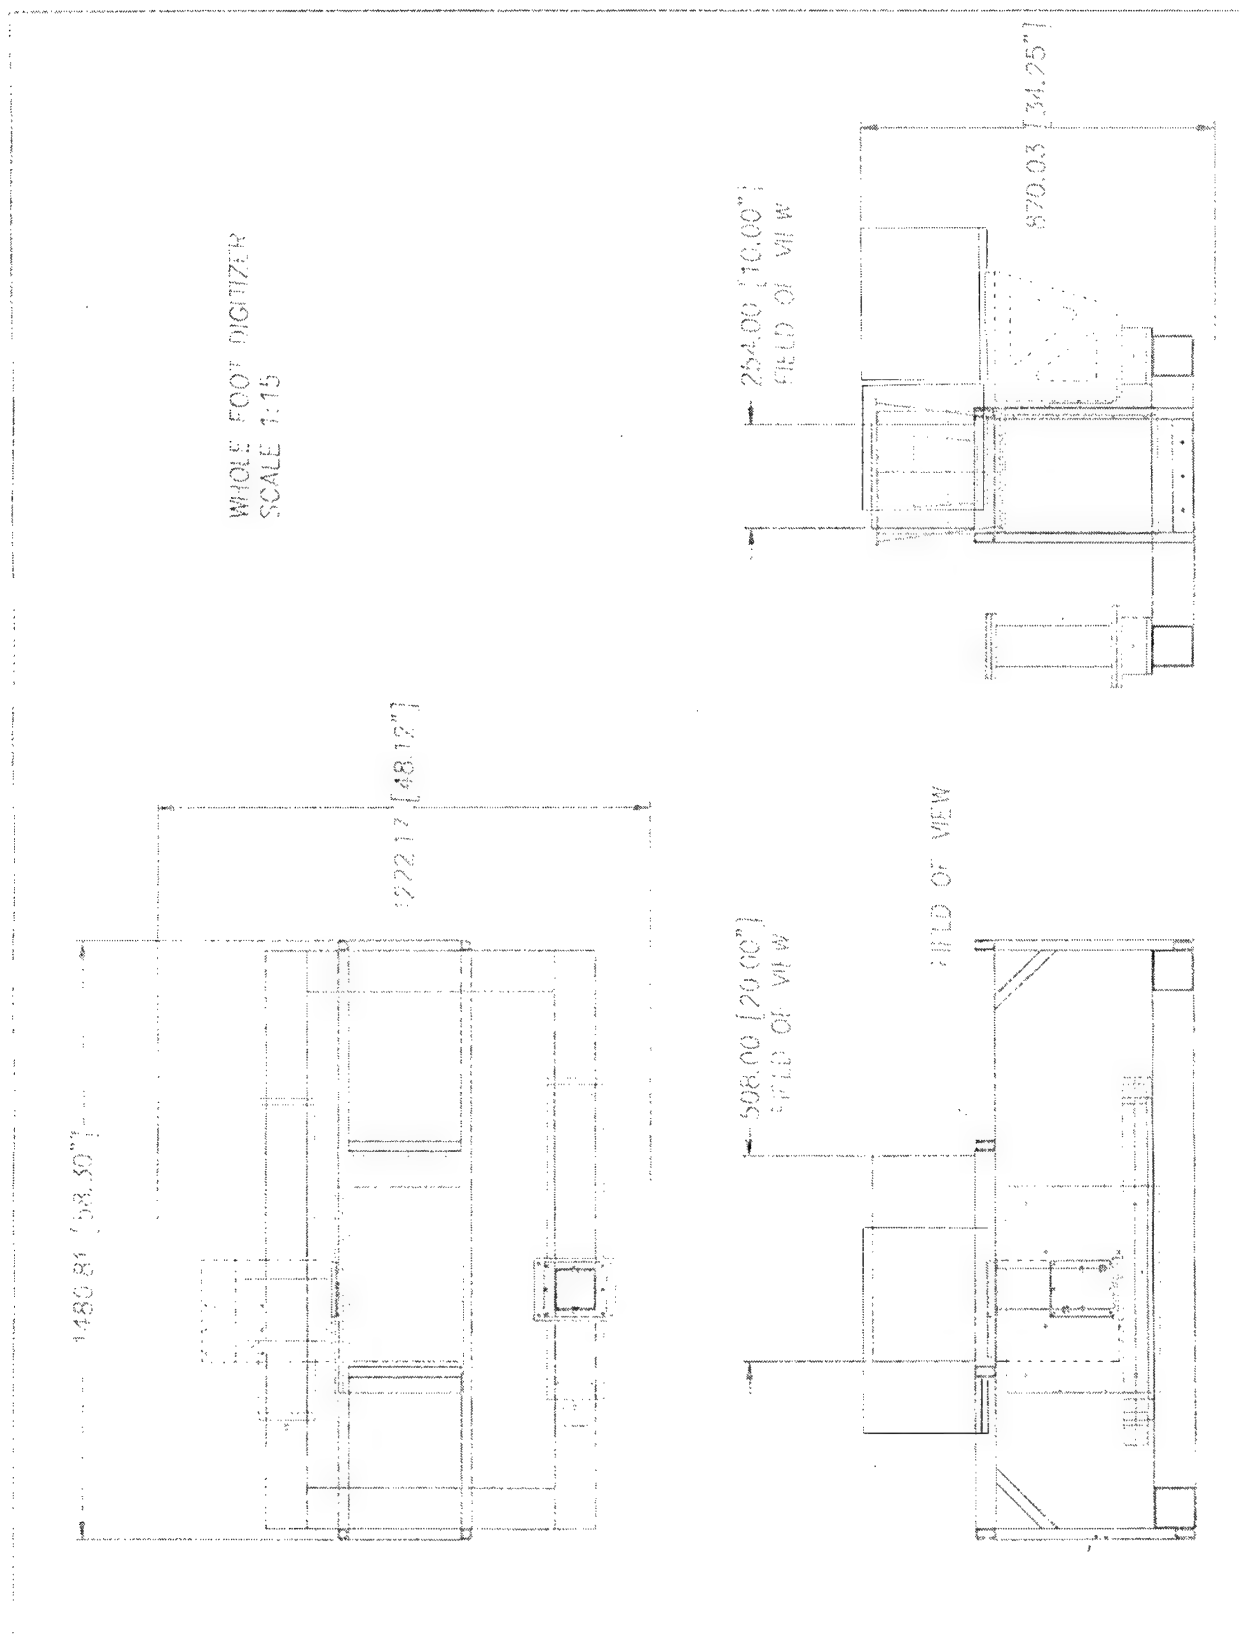 WHOLE FOOT DIGITIZER
SCALE 1:15
1480.81 [58.30"]
1222.17 [48.12"]
254.00 [10.00"]
FIELD OF VIEW
870.03 [34.25"]
508.00 [20.00"]
FIELD OF VIEW
FIELD OF VIEW